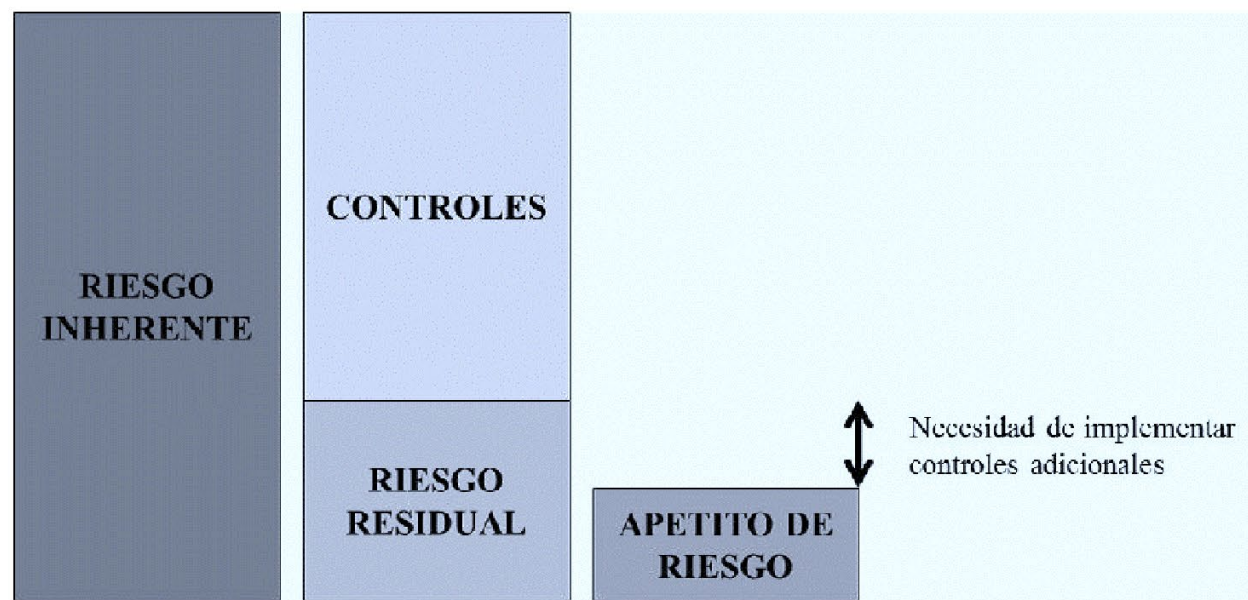 RIESGO
INHERENTE
CONTROLES
RIESGO
RESIDUAL
APETITO DE
RIESGO
Necesidad de implementar
controles adicionales